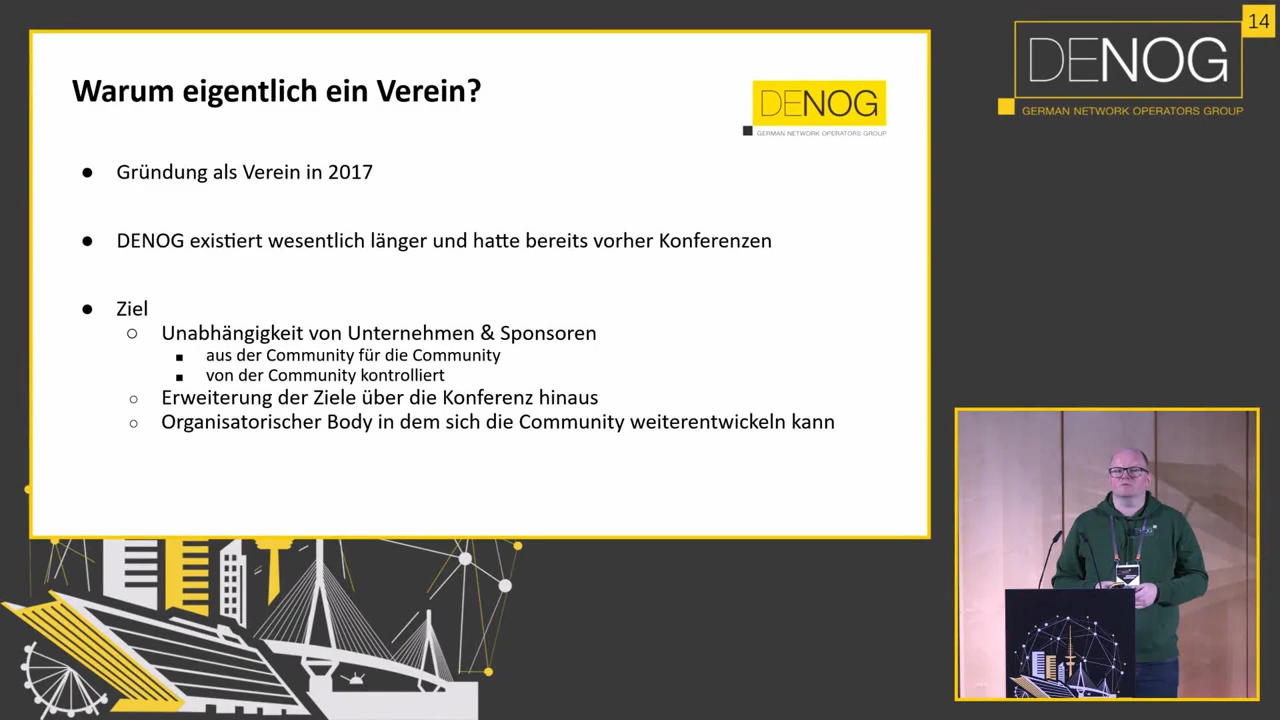 Warum eigentlich ein Verein?
DENOG
GERMAN NETWORK OPERATORS GROUP
Gründung als Verein in 2017
DENOG existiert wesentlich länger und hatte bereits vorher Konferenzen
Ziel
Unabhängigkeit von Unternehmen & Sponsoren
aus der Community für die Community
von der Community kontrolliert
Erweiterung der Ziele über die Konferenz hinaus
Organisatorischer Body in dem sich die Community weiterentwickeln kann
14
DENOG
GERMAN NETWORK OPERATORS GROUP